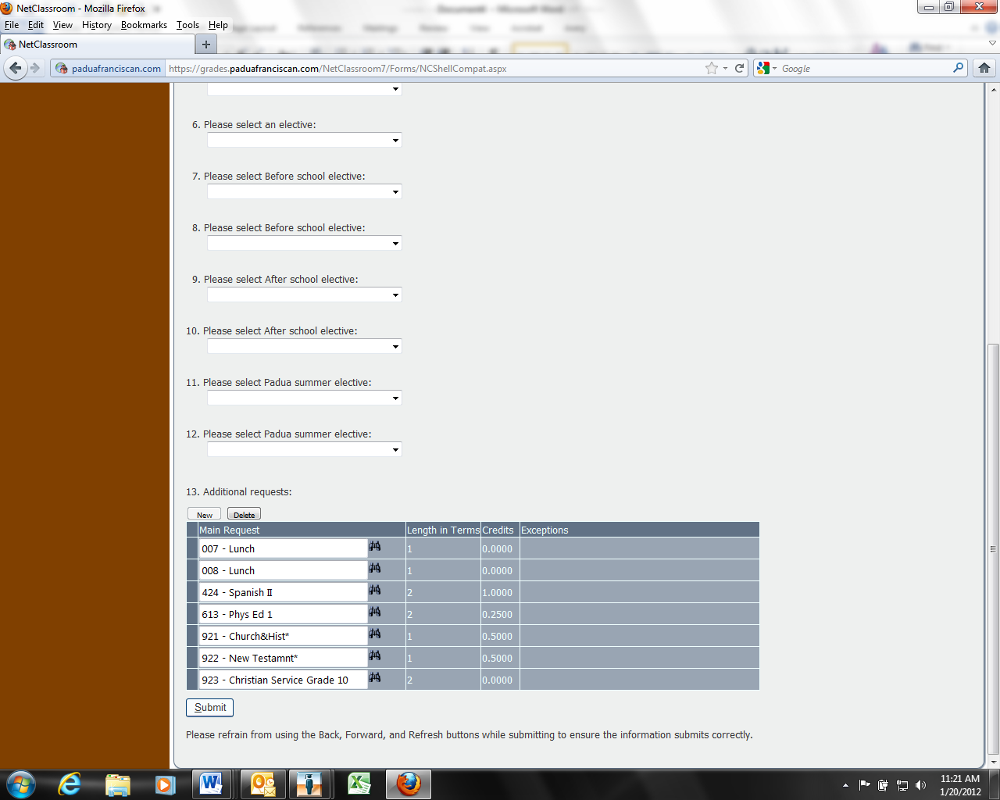 NetClassroom - Mozilla Firefox
File Edit View History Bookmarks Tools Help
NetClassroom
paduafranciscan.com https://grades.paduafranciscan.com/NetClassroom7/Forms/NCShellCompat.aspx Google
6. Please select an elective:
7. Please select Before school elective:
8. Please select Before school elective:
9. Please select After school elective:
10. Please select After school elective:
11. Please select Padua summer elective:
12. Please select Padua summer elective:
13. Additional requests:
New Delete
Main Request Length in Terms Credits Exceptions
007 - Lunch 1 0.0000
008 - Lunch 1 0.0000
424 - Spanish II 2 1.0000
613 - Phys Ed 1 2 0.2500
921 - Church&Hist* 1 0.5000
922 - New Testamnt* 1 0.5000
923 - Christian Service Grade 10 2 0.0000
Submit
Please refrain from using the Back, Forward, and Refresh buttons while submitting to ensure the information submits correctly.
11:21 AM
1/20/2012